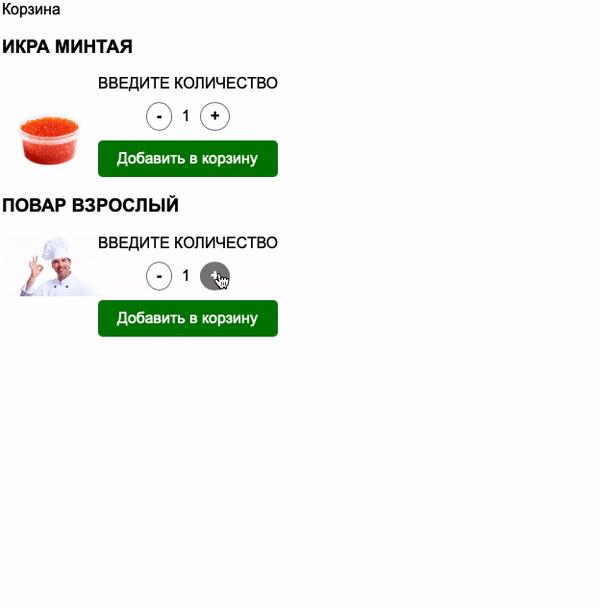 Корзина
ИКРА МИНТАЯ
ВВЕДИТЕ КОЛИЧЕСТВО
- 1 +
Добавить в корзину
ПОВАР ВЗРОСЛЫЙ
ВВЕДИТЕ КОЛИЧЕСТВО
- 1 +
Добавить в корзину